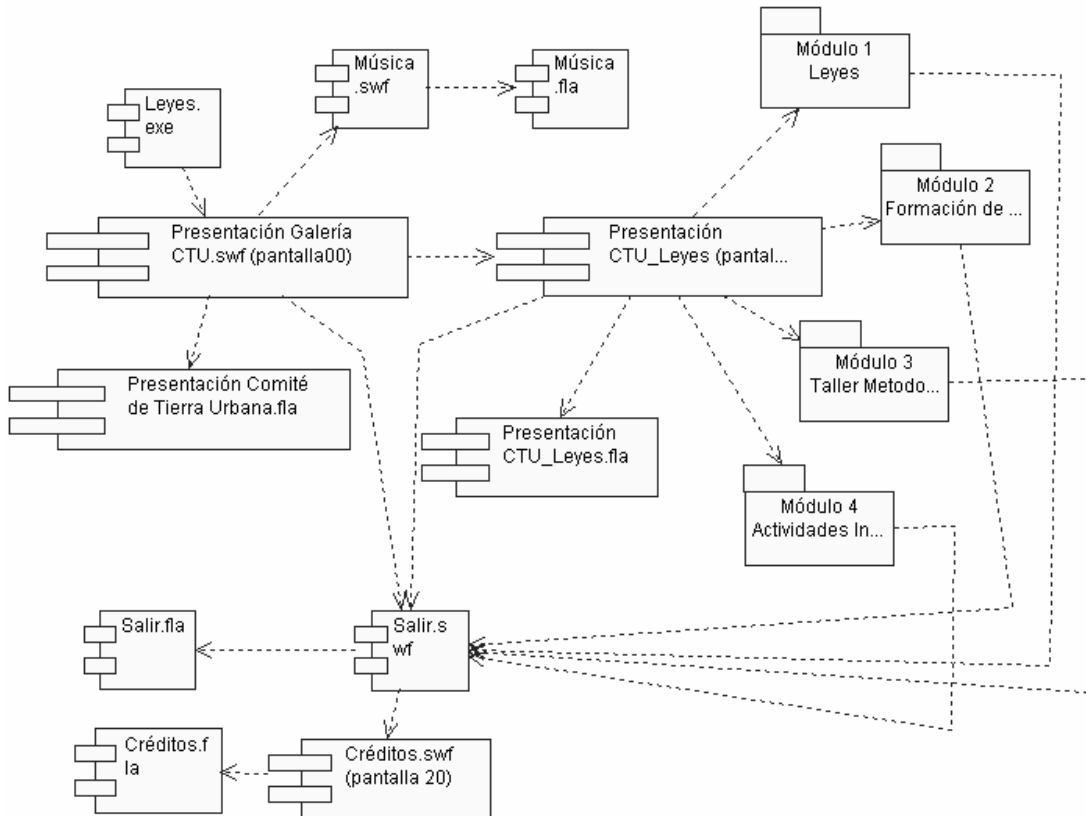 Módulo 1
Leyes
Música
.swf
Música
.fla
Leyes.
exe
Módulo 2
Formación de ...
Presentación Galería
CTU.swf (pantalla00)
Presentación
CTU_Leyes (pantal...
Módulo 3
Taller Metodo...
Presentación Comité
de Tierra Urbana.fla
Presentación
CTU_Leyes.fla
Módulo 4
Actividades In...
Salir.fla
Salir.s
wf
Créditos.f
la
Créditos.swf
(pantalla 20)